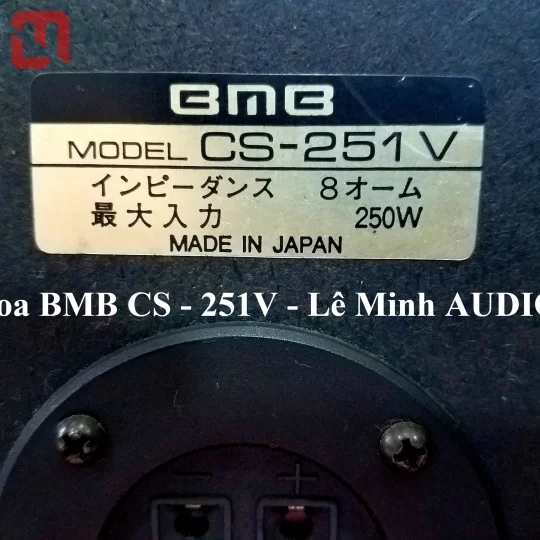 BMB
MODEL CS-251V
インピーダンス 8オーム
最大入力 250W
MADE IN JAPAN
oa BMB CS - 251V - Lê Minh AUDIO
− +